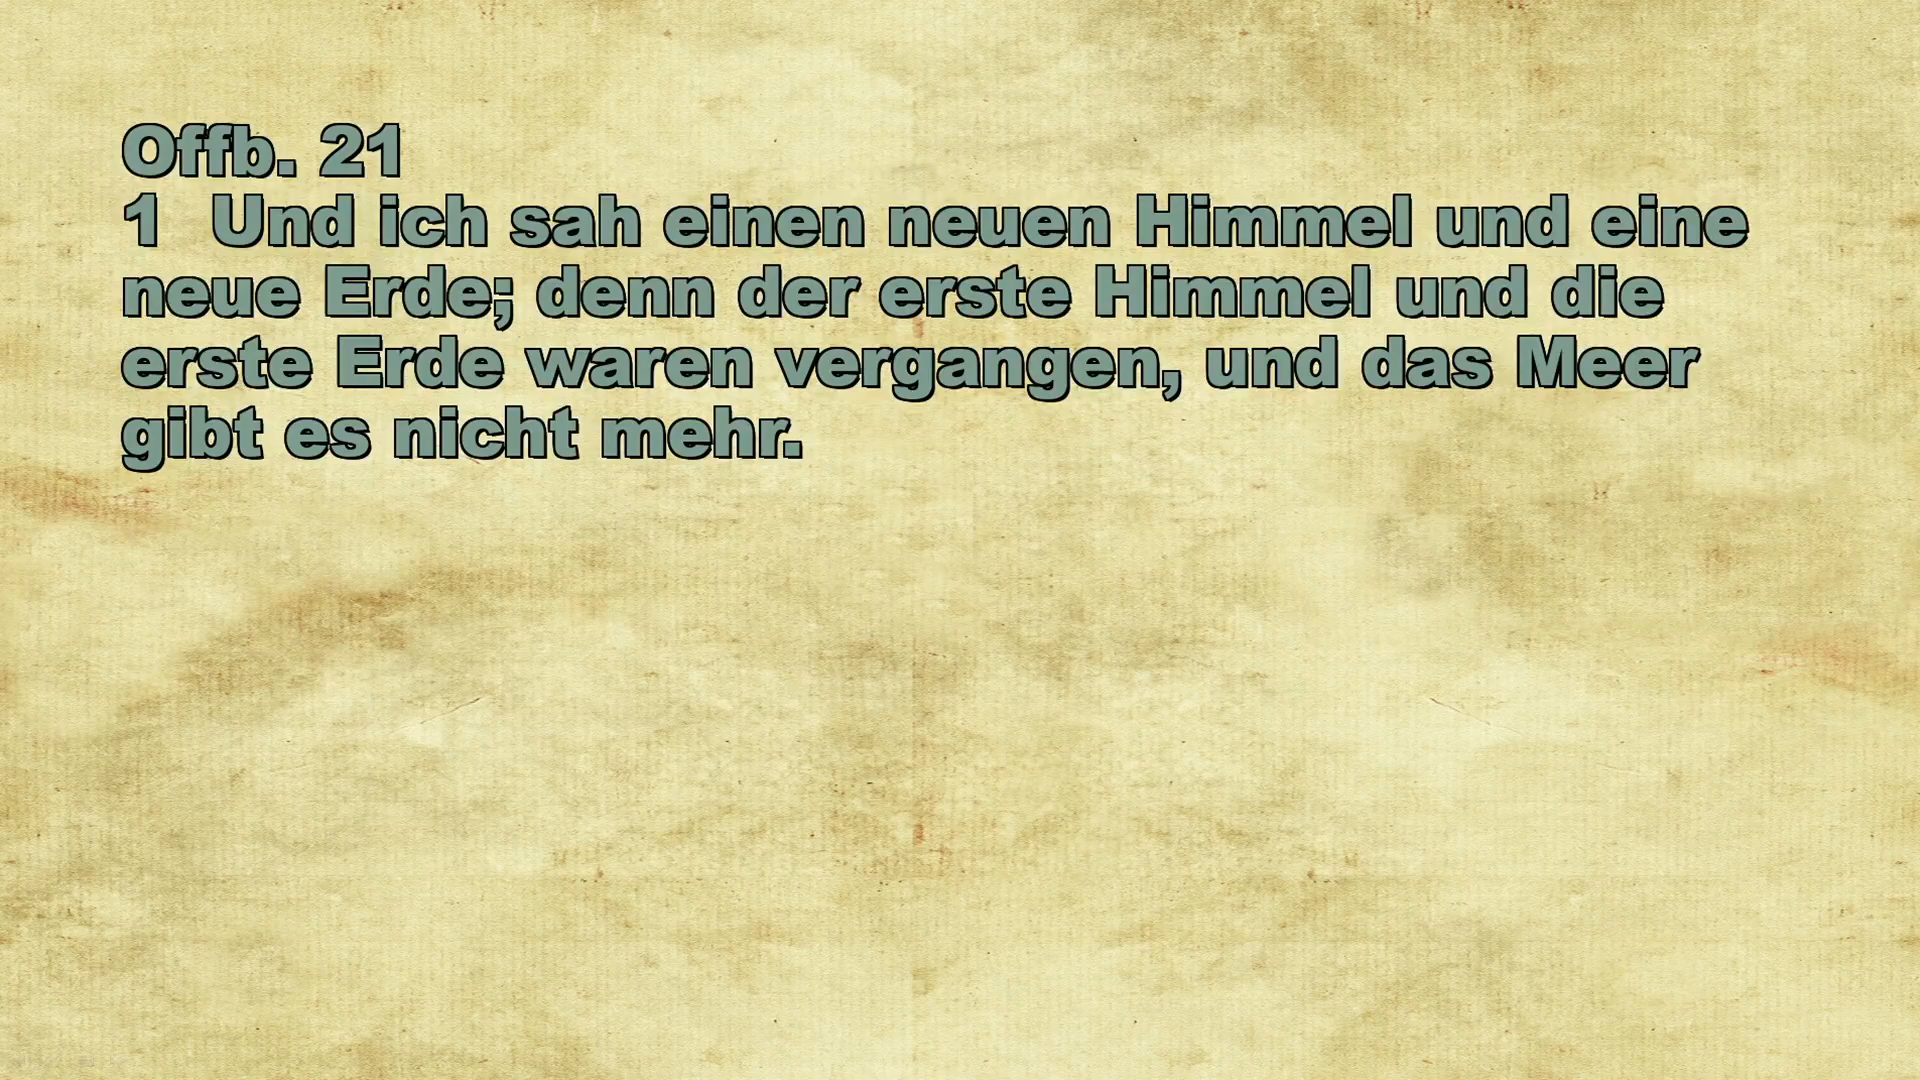 Offb. 21
1  Und ich sah einen neuen Himmel und eine
neue Erde; denn der erste Himmel und die
erste Erde waren vergangen, und das Meer
gibt es nicht mehr.